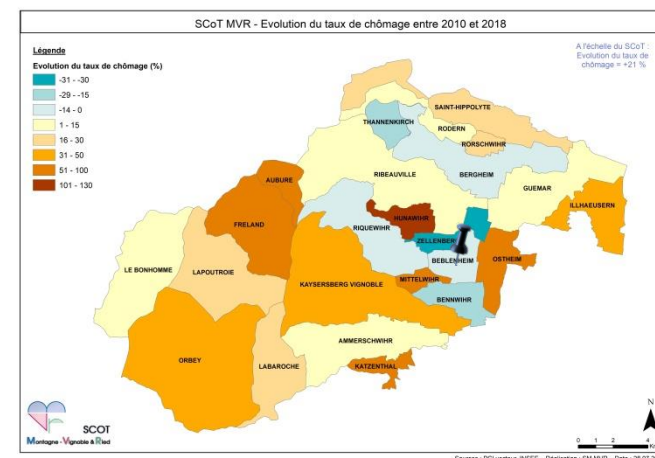 SCoT MVR - Evolution du taux de chômage entre 2010 et 2018
Légende
Evolution du taux de chômage (%)
-31 - -30
-29 - -15
-14 - 0
1 - 15
16 - 30
31 - 50
51 - 100
101 - 130
A l'échelle du SCoT :
Evolution du taux de
chômage = +21 %
SAINT-HIPPOLYTE
THANNENKIRCH
RODERN
RORSCHWIHR
BERGHEIM
RIBEAUVILLE
AUBURE
GUEMAR
ILLHAEUSERN
HUNAWIHR
FRELAND
RIQUEWIHR
ZELLENBER
BEBLENHEIM
OSTHEIM
LE BONHOMME
LAPOUTROIE
MITTELWIHR
KAYSERSBERG VIGNOBLE
BENNWIHR
AMMERSCHWIHR
ORBEY
LABAROCHE
KATZENTHAL
N
SCOT
Montagne - Vignoble & Ried
0 1 2 4